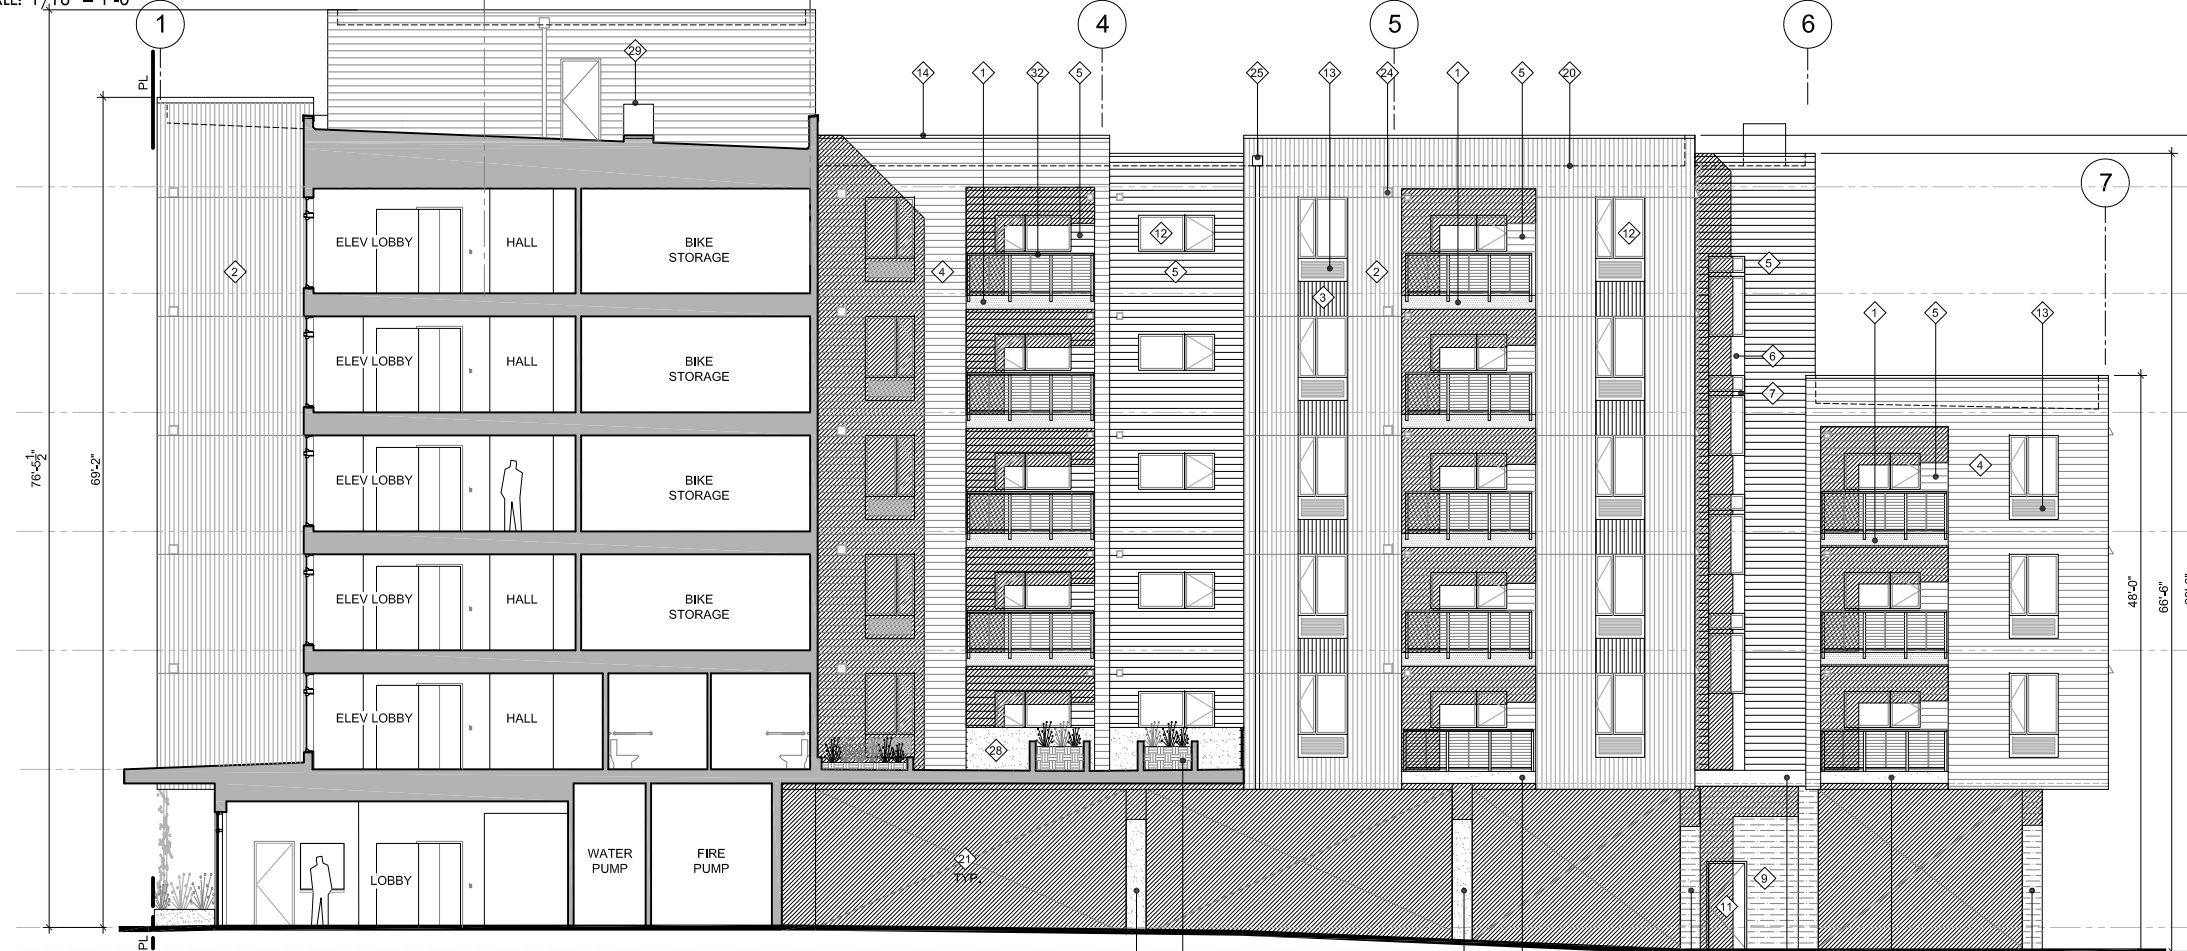 1
4
5
6
7
PL
29
14
1
32
5
25
13
24
1
5
20
76'-5 1/2"
69'-2"
ELEV LOBBY
HALL
BIKE
STORAGE
2
4
12
5
3
2
12
5
1
5
13
ELEV LOBBY
HALL
BIKE
STORAGE
6
7
ELEV LOBBY
HALL
BIKE
STORAGE
4
ELEV LOBBY
HALL
BIKE
STORAGE
48'-0"
66'-6"
ELEV LOBBY
HALL
28
LOBBY
WATER
PUMP
FIRE
PUMP
21
TYP.
9
11
PL